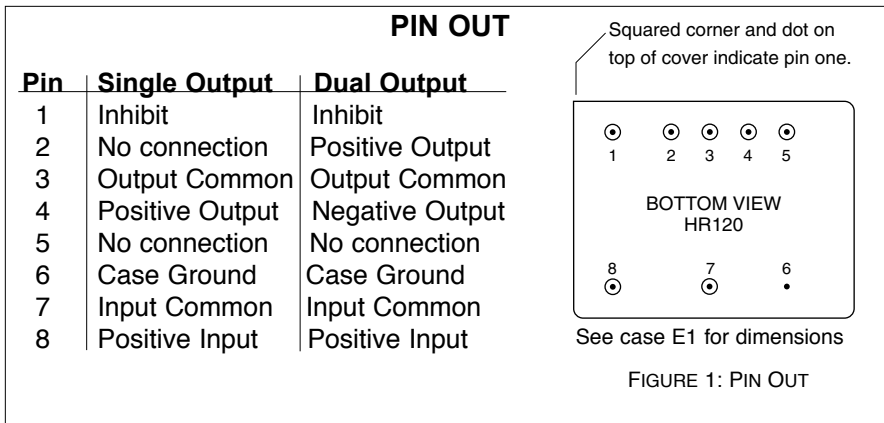 PIN OUT
Pin Single Output Dual Output
1 Inhibit Inhibit
2 No connection Positive Output
3 Output Common Output Common
4 Positive Output Negative Output
5 No connection No connection
6 Case Ground Case Ground
7 Input Common Input Common
8 Positive Input Positive Input
Squared corner and dot on
top of cover indicate pin one.
1 2 3 4 5
BOTTOM VIEW
HR120
8 7 6
See case E1 for dimensions
FIGURE 1: PIN OUT